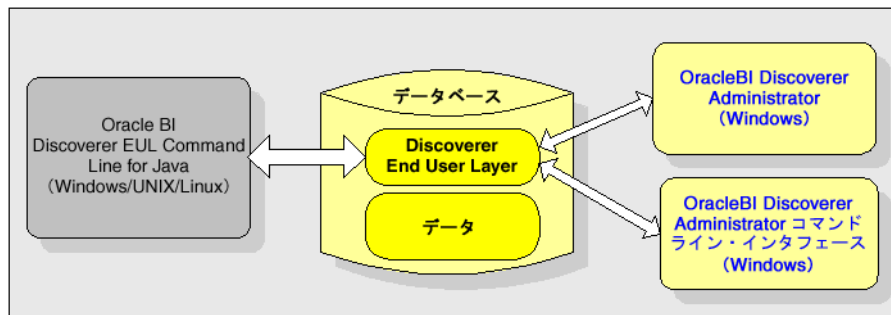 Oracle BI
Discoverer EUL Command
Line for Java
(Windows/UNIX/Linux)
データベース
Discoverer
End User Layer
データ
OracleBI Discoverer
Administrator
(Windows)
OracleBI Discoverer
Administrator コマンド
ライン・インタフェース
(Windows)